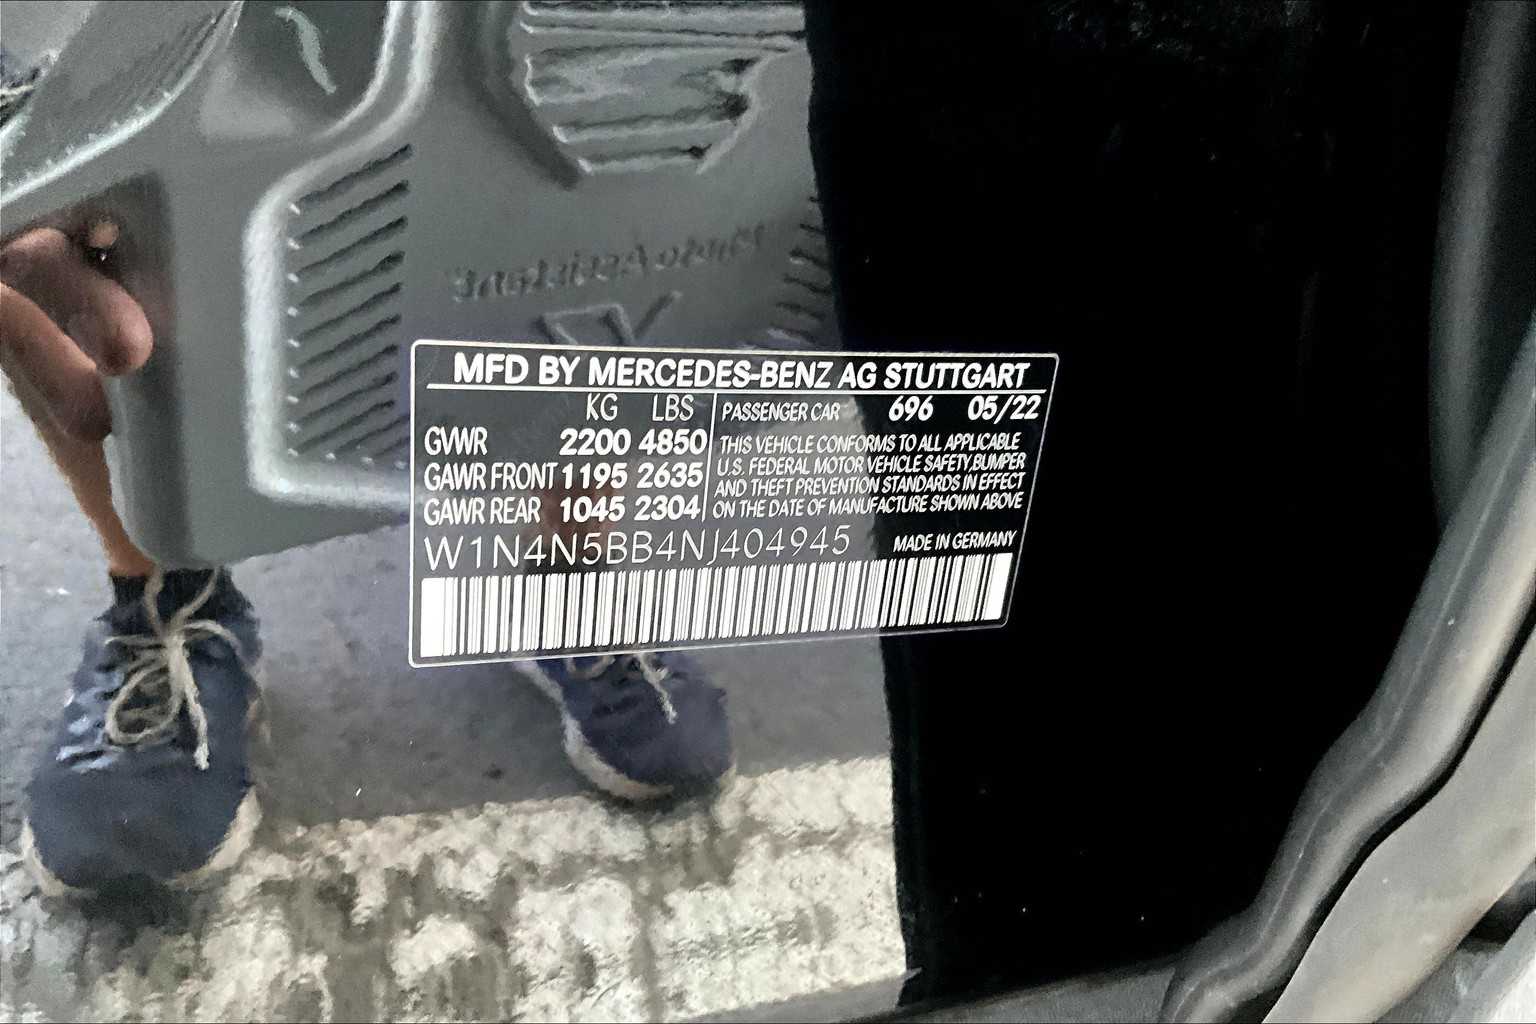 MFD BY MERCEDES-BENZ AG STUTTGART
KG LBS
GVWR 2200 4850
GAWR FRONT 1195 2635
GAWR REAR 1045 2304
PASSENGER CAR 696 05/22
THIS VEHICLE CONFORMS TO ALL APPLICABLE
U.S. FEDERAL MOTOR VEHICLE SAFETY,BUMPER
AND THEFT PREVENTION STANDARDS IN EFFECT
ON THE DATE OF MANUFACTURE SHOWN ABOVE
W1N4N5BB4NJ404945
MADE IN GERMANY